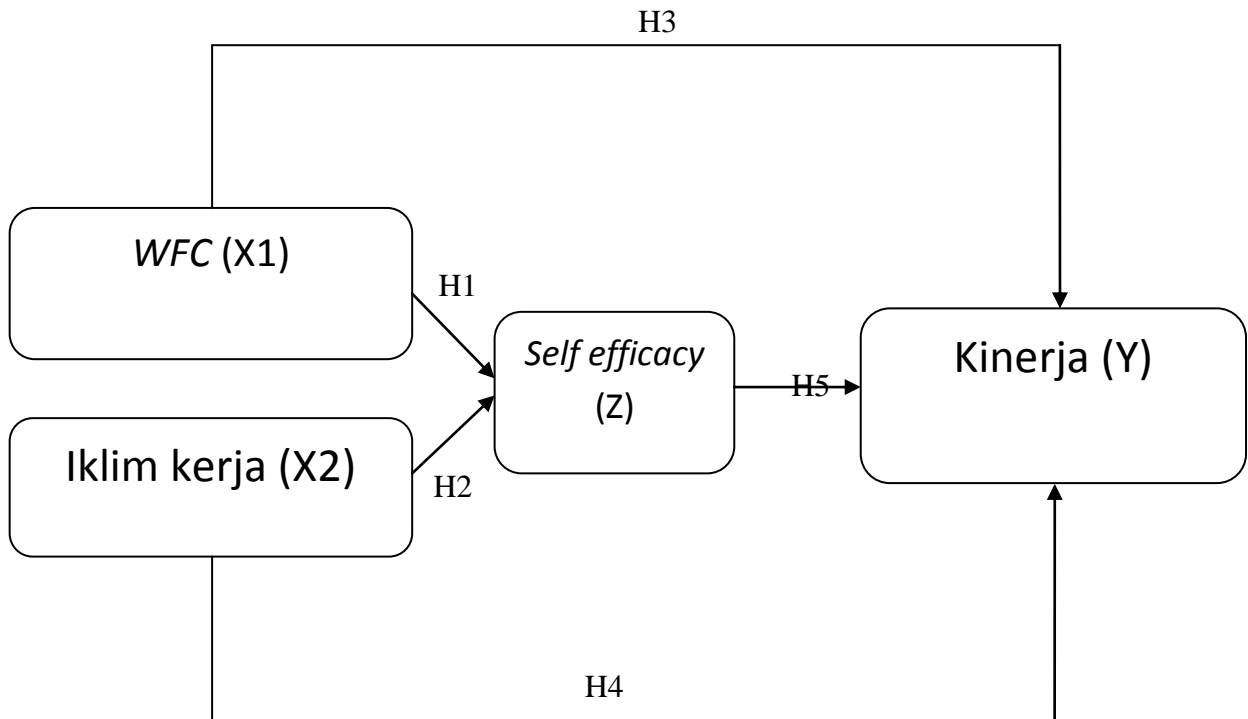 H3
WFC (X1)
H1
Self efficacy
(Z)
H5
Kinerja (Y)
Iklim kerja (X2)
H2
H4